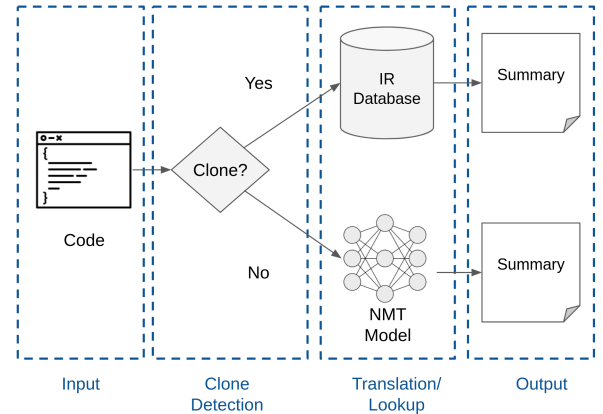 Code
Clone?
Yes
No
IR
Database
NMT
Model
Summary
Summary
Input
Clone
Detection
Translation/
Lookup
Output